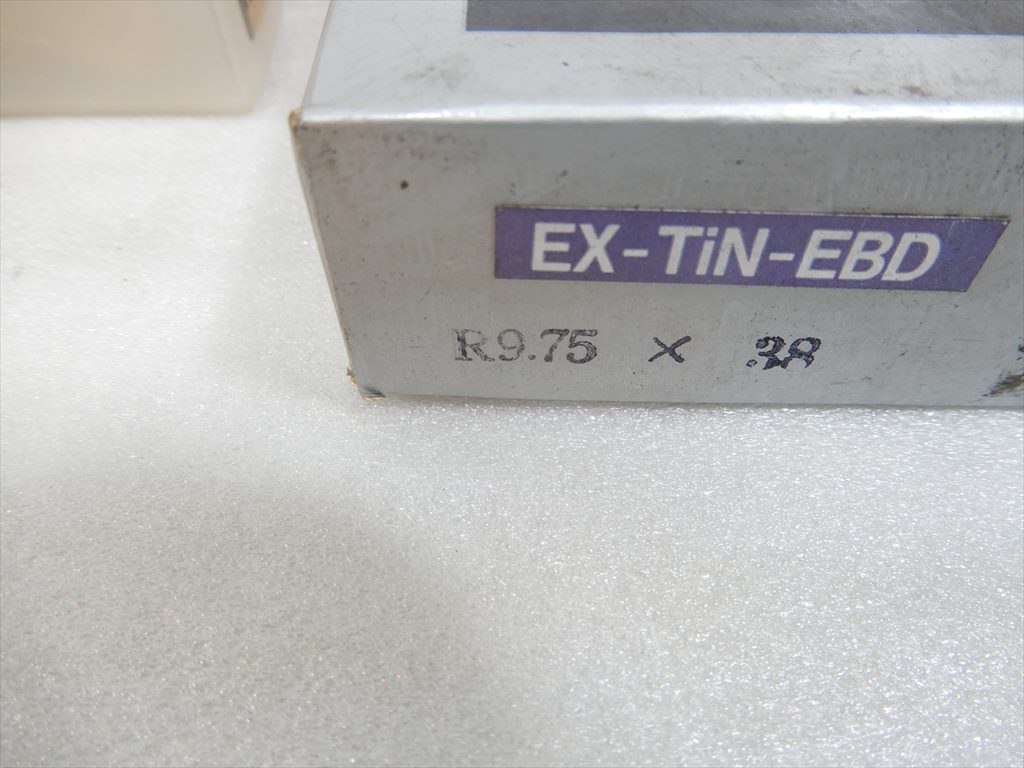 EX-TiN-EBD
R9.75 × 38